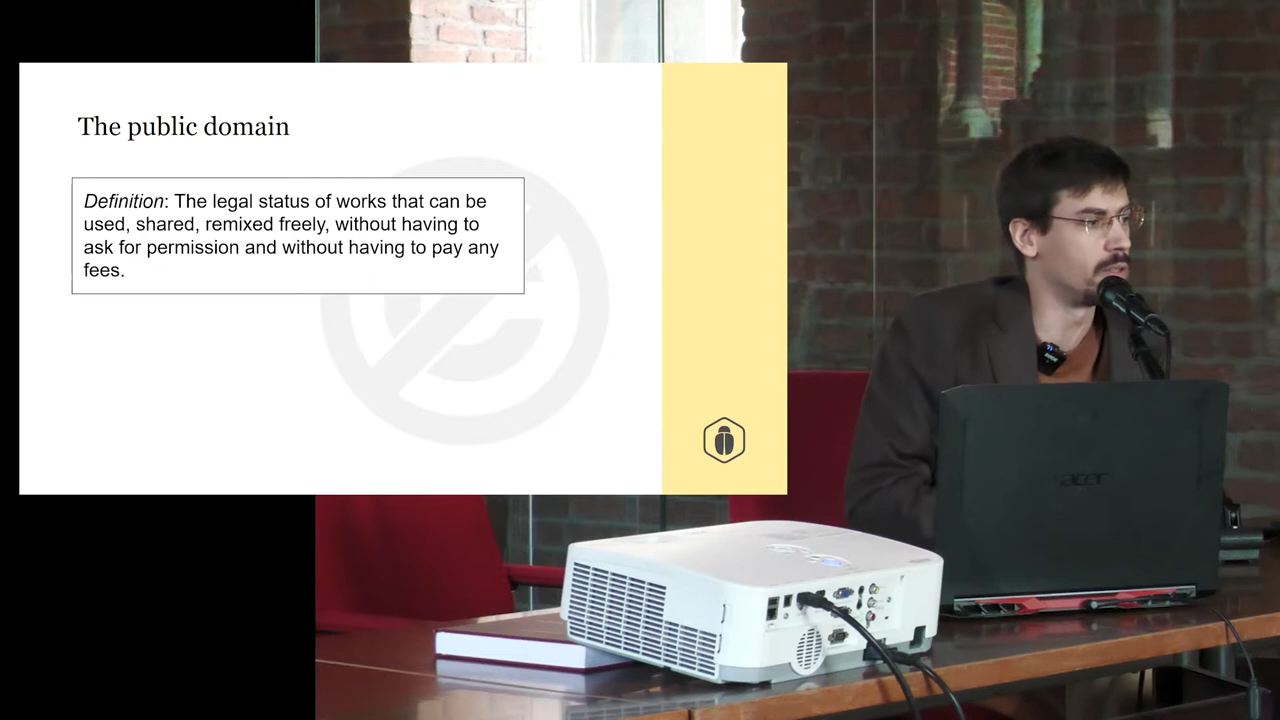 The public domain
Definition: The legal status of works that can be
used, shared, remixed freely, without having to
ask for permission and without having to pay any
fees.
acer